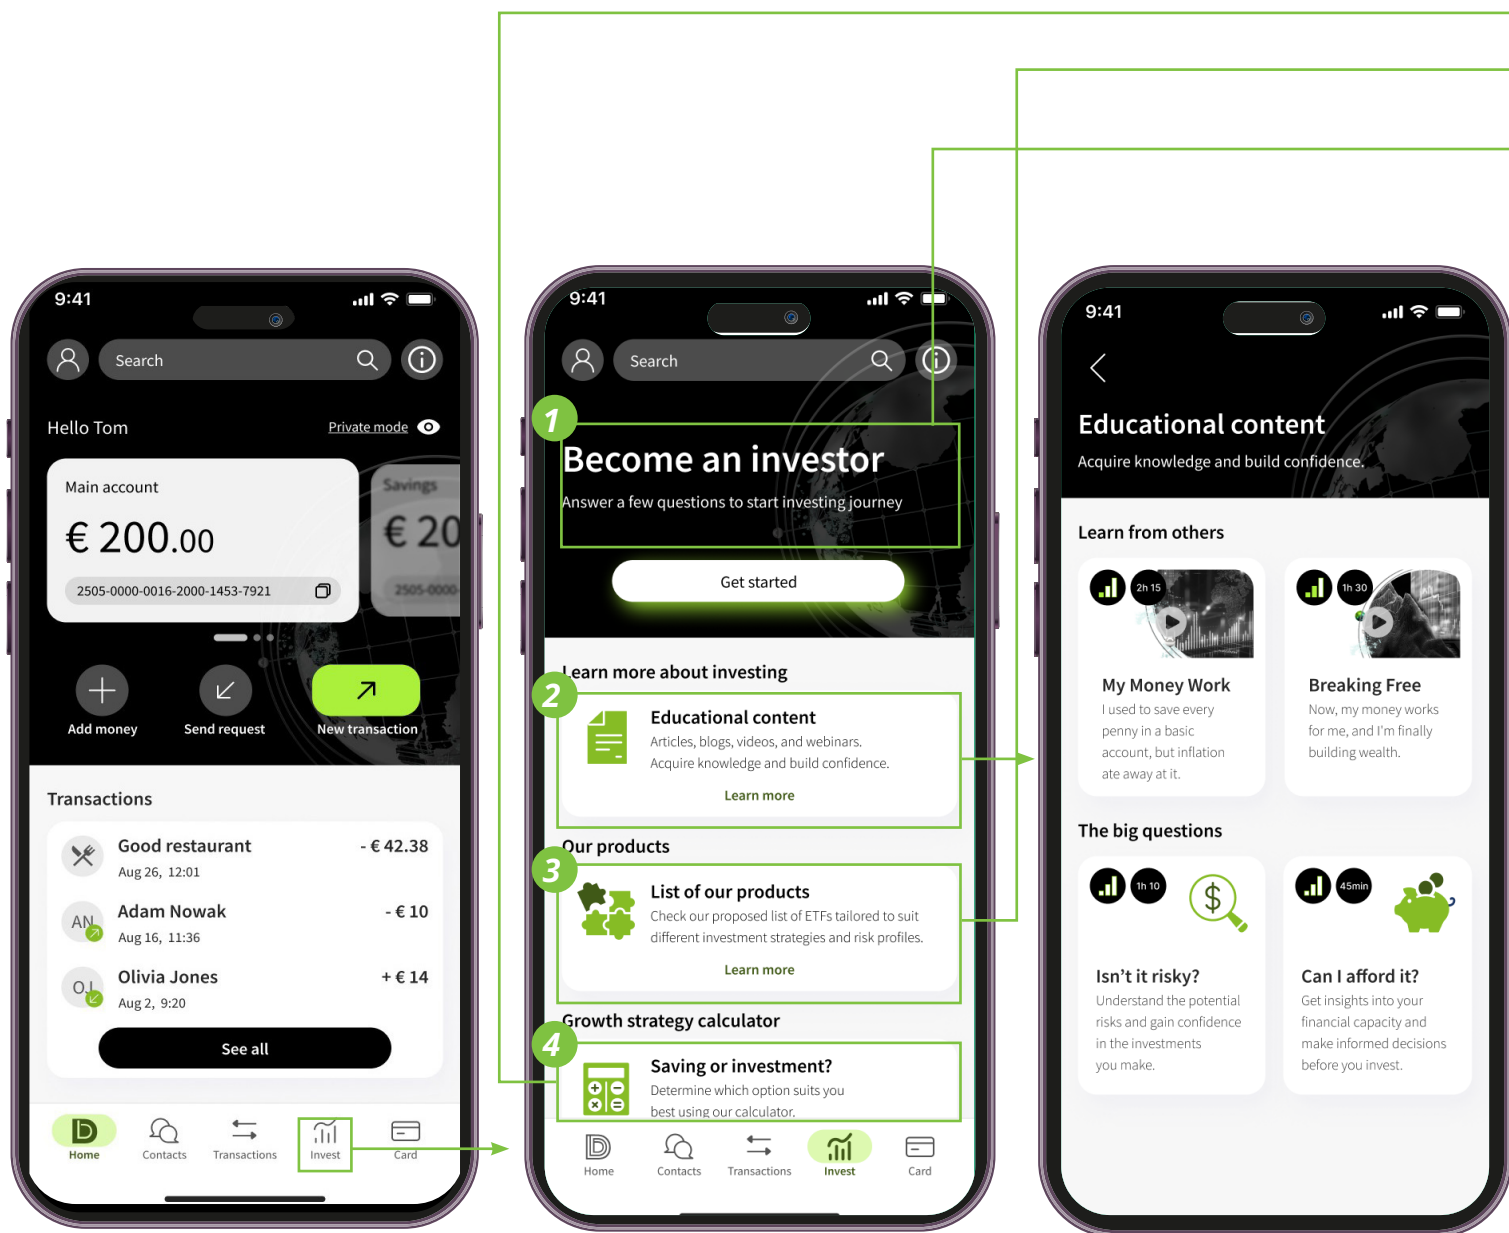 9:41
Search
Hello Tom
Private mode
Main account
€ 200.00
2505-0000-0016-2000-1453-7921
Savings
€ 20
2505-0000-
Add money
Send request
New transaction
Transactions
Good restaurant
- € 42.38
Aug 26, 12:01
AN
Adam Nowak
- € 10
Aug 16, 11:36
OJ
Olivia Jones
+ € 14
Aug 2, 9:20
See all
Home
Contacts
Transactions
Invest
Card
9:41
Search
1
Become an investor
Answer a few questions to start investing journey
Get started
Learn more about investing
2
Educational content
Articles, blogs, videos, and webinars.
Acquire knowledge and build confidence.
Learn more
Our products
3
List of our products
Check our proposed list of ETFs tailored to suit
different investment strategies and risk profiles.
Learn more
Growth strategy calculator
4
Saving or investment?
Determine which option suits you
best using our calculator.
Home
Contacts
Transactions
Invest
Card
9:41
Educational content
Acquire knowledge and build confidence.
Learn from others
2h 15
My Money Work
I used to save every
penny in a basic
account, but inflation
ate away at it.
1h 30
Breaking Free
Now, my money works
for me, and I'm finally
building wealth.
The big questions
1h 10
Isn't it risky?
Understand the potential
risks and gain confidence
in the investments
you make.
45min
Can I afford it?
Get insights into your
financial capacity and
make informed decisions
before you invest.